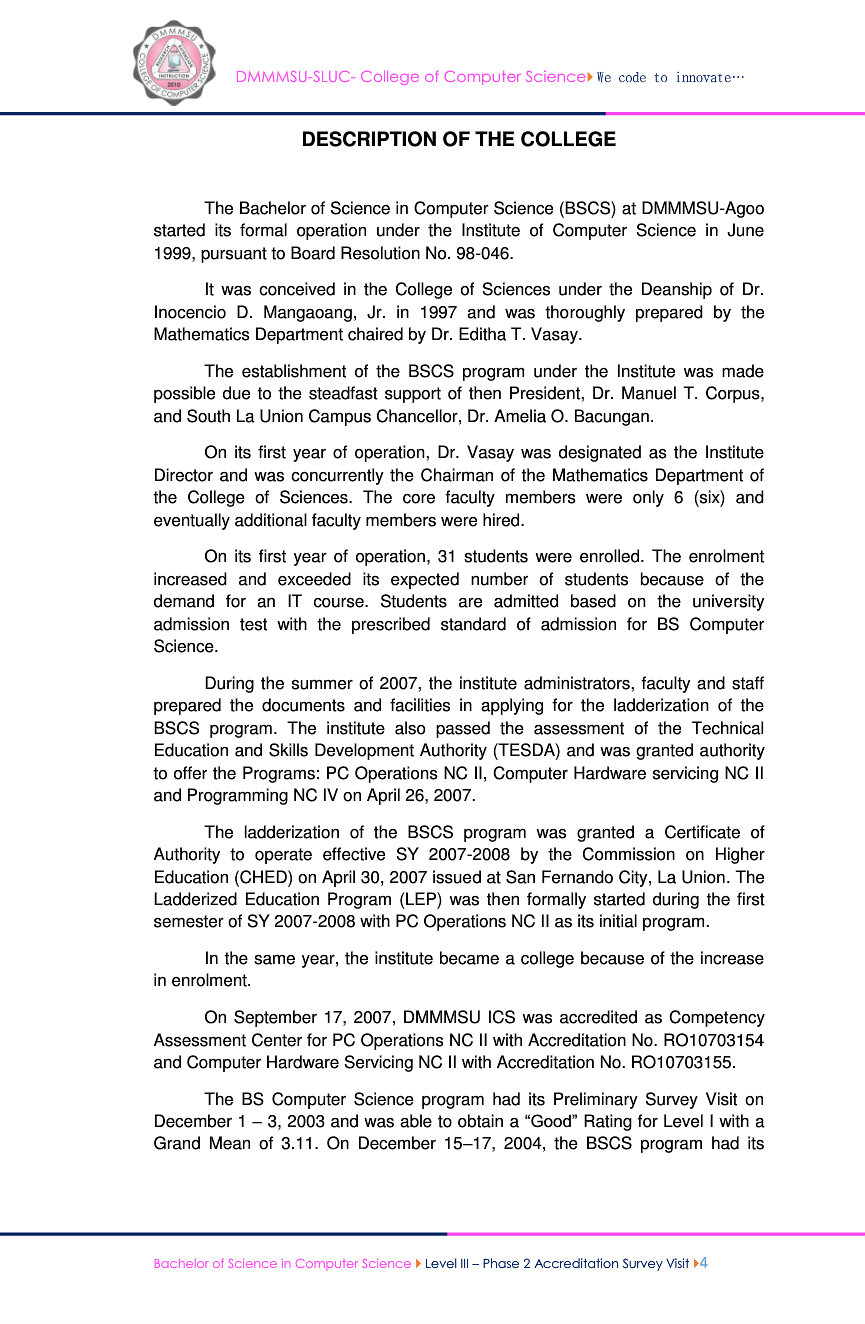 DMMMSU
RESEARCH
EXTENSION
INSTRUCTION
2010
COLLEGE OF COMPUTER SCIENCE
DMMMSU-SLUC- College of Computer Science We code to innovate…
DESCRIPTION OF THE COLLEGE
The Bachelor of Science in Computer Science (BSCS) at DMMMSU-Agoo
started its formal operation under the Institute of Computer Science in June
1999, pursuant to Board Resolution No. 98-046.
It was conceived in the College of Sciences under the Deanship of Dr.
Inocencio D. Mangaoang, Jr. in 1997 and was thoroughly prepared by the
Mathematics Department chaired by Dr. Editha T. Vasay.
The establishment of the BSCS program under the Institute was made
possible due to the steadfast support of then President, Dr. Manuel T. Corpus,
and South La Union Campus Chancellor, Dr. Amelia O. Bacungan.
On its first year of operation, Dr. Vasay was designated as the Institute
Director and was concurrently the Chairman of the Mathematics Department of
the College of Sciences. The core faculty members were only 6 (six) and
eventually additional faculty members were hired.
On its first year of operation, 31 students were enrolled. The enrolment
increased and exceeded its expected number of students because of the
demand for an IT course. Students are admitted based on the university
admission test with the prescribed standard of admission for BS Computer
Science.
During the summer of 2007, the institute administrators, faculty and staff
prepared the documents and facilities in applying for the ladderization of the
BSCS program. The institute also passed the assessment of the Technical
Education and Skills Development Authority (TESDA) and was granted authority
to offer the Programs: PC Operations NC II, Computer Hardware servicing NC II
and Programming NC IV on April 26, 2007.
The ladderization of the BSCS program was granted a Certificate of
Authority to operate effective SY 2007-2008 by the Commission on Higher
Education (CHED) on April 30, 2007 issued at San Fernando City, La Union. The
Ladderized Education Program (LEP) was then formally started during the first
semester of SY 2007-2008 with PC Operations NC II as its initial program.
In the same year, the institute became a college because of the increase
in enrolment.
On September 17, 2007, DMMMSU ICS was accredited as Competency
Assessment Center for PC Operations NC II with Accreditation No. RO10703154
and Computer Hardware Servicing NC II with Accreditation No. RO10703155.
The BS Computer Science program had its Preliminary Survey Visit on
December 1 – 3, 2003 and was able to obtain a “Good” Rating for Level I with a
Grand Mean of 3.11. On December 15–17, 2004, the BSCS program had its
Bachelor of Science in Computer Science Level III – Phase 2 Accreditation Survey Visit 4